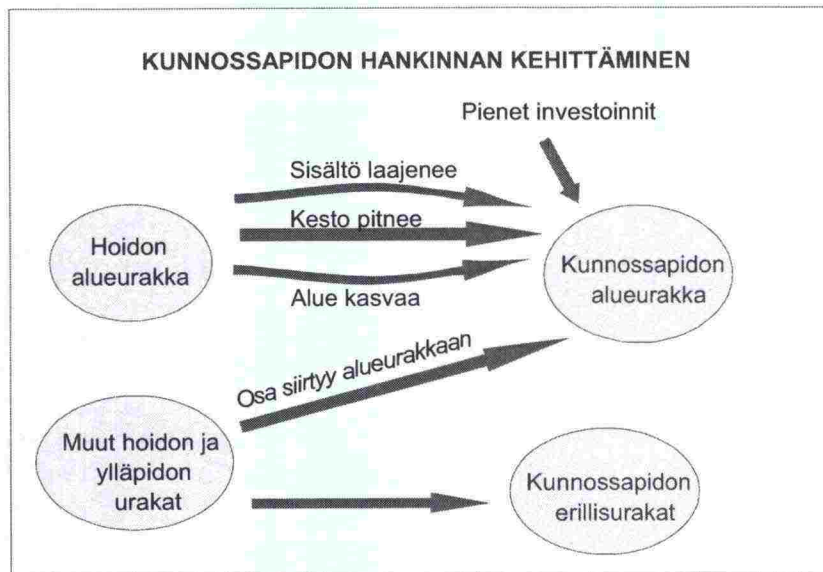 KUNNOSSAPIDON HANKINNAN KEHITTÄMINEN
Pienet investoinnit
Sisältö laajenee
Kesto pitnee
Alue kasvaa
Hoidon
alueurakka
Kunnossapidon
alueurakka
Osa siirtyy alueurakkaan
Muut hoidon ja
ylläpidon
urakat
Kunnossapidon
erillisurakat